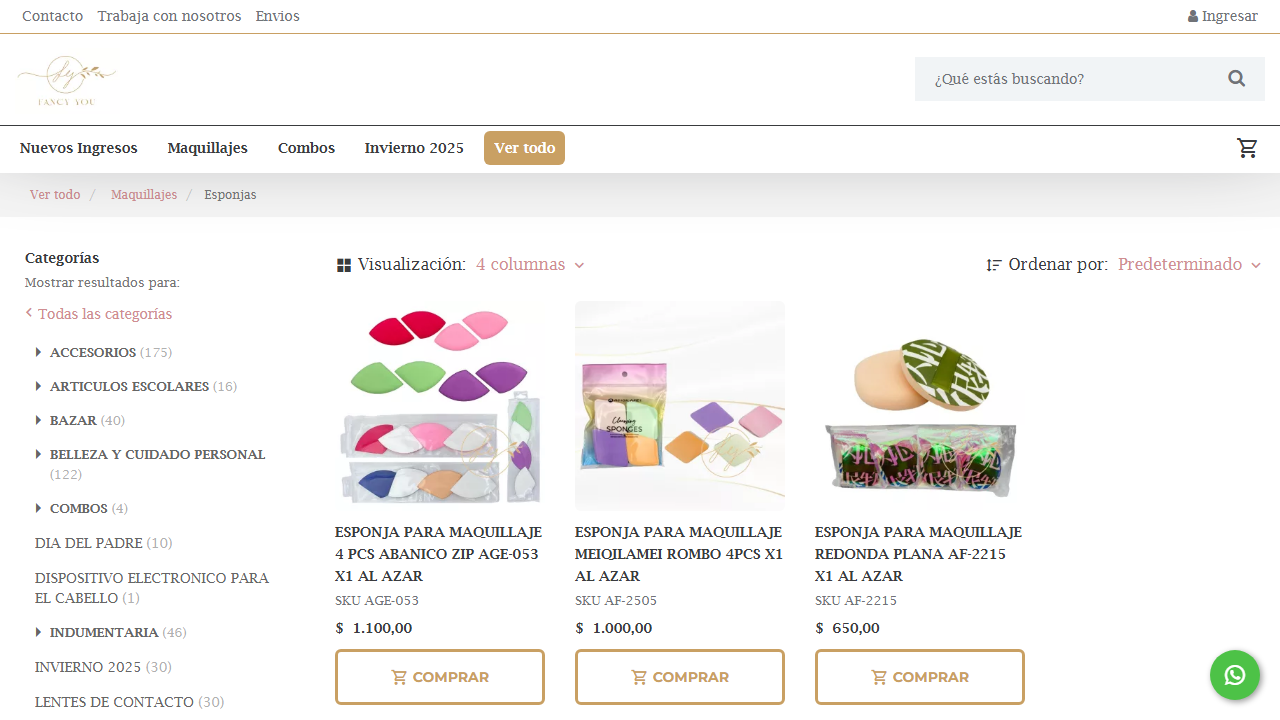 Contacto Trabaja con nosotros Envios Ingresar
FANCY YOU
¿Qué estás buscando?
Nuevos Ingresos Maquillajes Combos Invierno 2025 Ver todo
Ver todo / Maquillajes / Esponjas
Categorías
Mostrar resultados para:
Todas las categorías
ACCESORIOS (175)
ARTICULOS ESCOLARES (16)
BAZAR (40)
BELLEZA Y CUIDADO PERSONAL
(122)
COMBOS (4)
DIA DEL PADRE (10)
DISPOSITIVO ELECTRONICO PARA
EL CABELLO (1)
INDUMENTARIA (46)
INVIERNO 2025 (30)
LENTES DE CONTACTO (30)
Visualización: 4 columnas
Ordenar por: Predeterminado
ESPONJA PARA MAQUILLAJE
4 PCS ABANICO ZIP AGE-053
X1 AL AZAR
SKU AGE-053
$ 1.100,00
COMPRAR
Cleansing
SPONGES
ESPONJA PARA MAQUILLAJE
MEIQILAMEI ROMBO 4PCS X1
AL AZAR
SKU AF-2505
$ 1.000,00
COMPRAR
ESPONJA PARA MAQUILLAJE
REDONDA PLANA AF-2215
X1 AL AZAR
SKU AF-2215
$ 650,00
COMPRAR